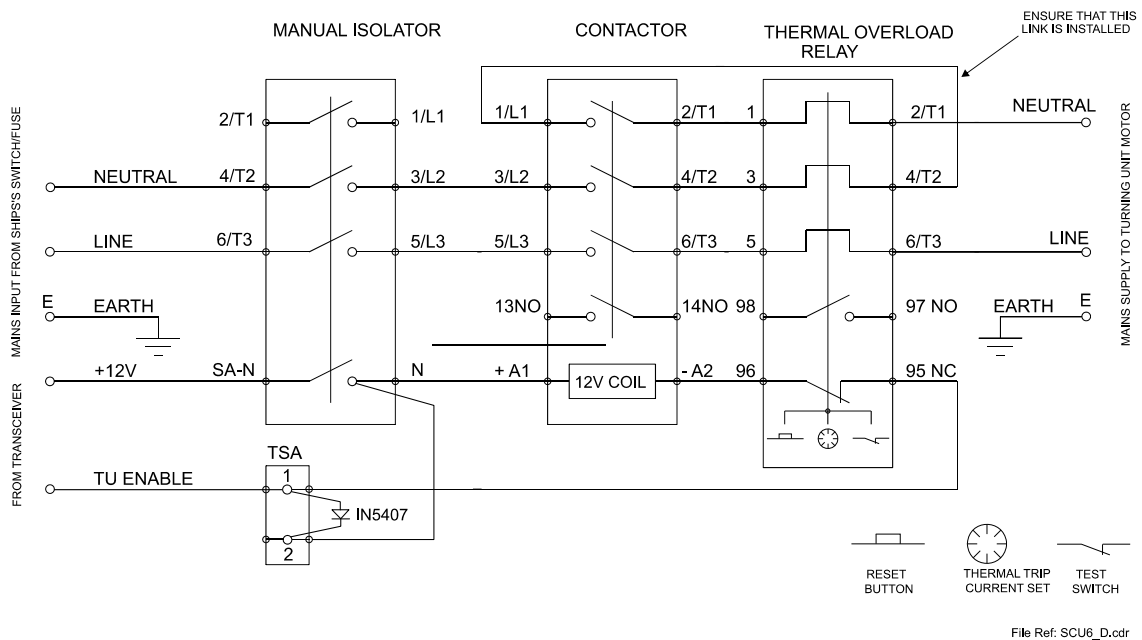 ENSURE THAT THIS
LINK IS INSTALLED
MANUAL ISOLATOR
CONTACTOR
THERMAL OVERLOAD
RELAY
MAINS INPUT FROM SHIPS'S SWITCH/FUSE
FROM TRANSCEIVER
MAINS SUPPLY TO TURNING UNIT MOTOR
2/T1 1/L1 1/L1 2/T1 1 2/T1 NEUTRAL
NEUTRAL 4/T2 3/L2 3/L2 4/T2 3 4/T2
LINE 6/T3 5/L3 5/L3 6/T3 5 6/T3 LINE
E EARTH 13NO 14NO 98 97 NO EARTH E
+12V SA-N N + A1 12V COIL - A2 96 95 NC
TSA
TU ENABLE 1
IN5407
2
RESET
BUTTON
THERMAL TRIP
CURRENT SET
TEST
SWITCH
File Ref: SCU6_D.cdr